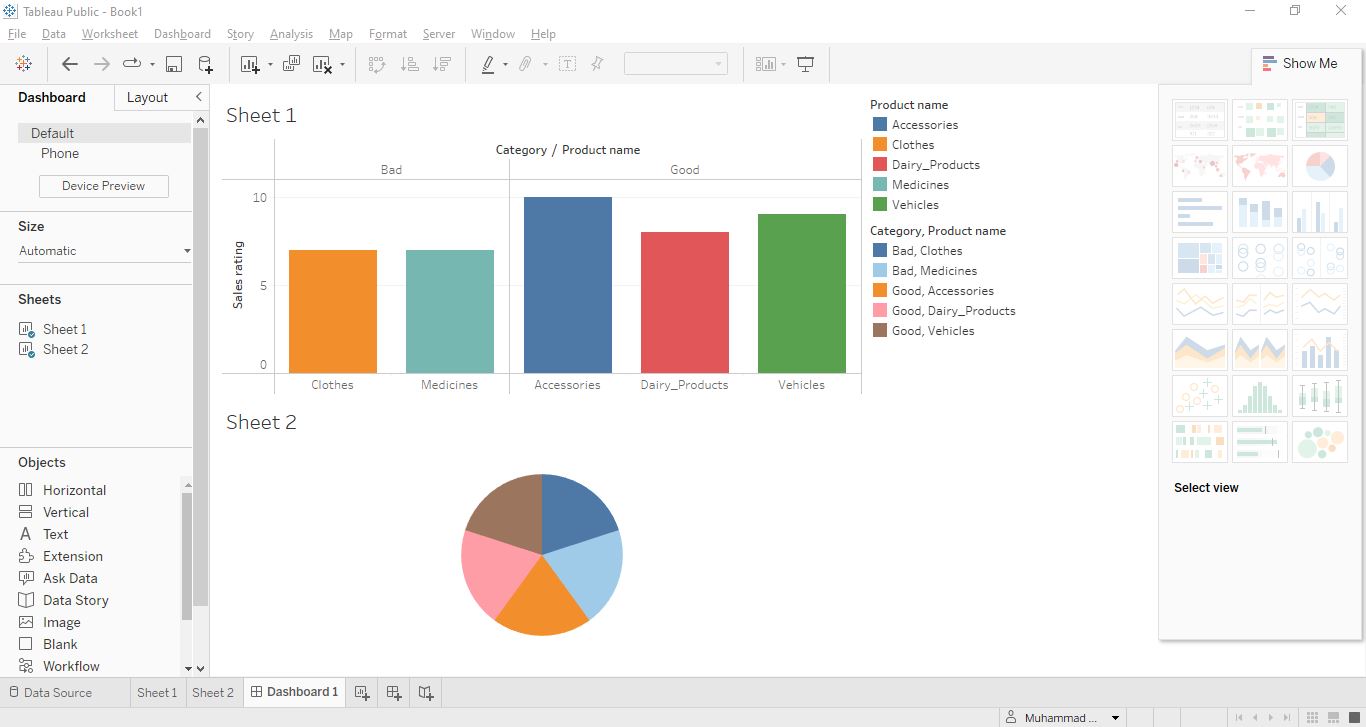 Tableau Public - Book1
File Data Worksheet Dashboard Story Analysis Map Format Server Window Help
Show Me
Dashboard Layout
Default
Phone
Device Preview
Size
Automatic
Sheets
Sheet 1
Sheet 2
Objects
Horizontal
Vertical
Text
Extension
Ask Data
Data Story
Image
Blank
Workflow
Sheet 1
Category / Product name
Bad Good
Sales rating
10
5
0
Clothes Medicines Accessories Dairy_Products Vehicles
Product name
Accessories
Clothes
Dairy_Products
Medicines
Vehicles
Category, Product name
Bad, Clothes
Bad, Medicines
Good, Accessories
Good, Dairy_Products
Good, Vehicles
Sheet 2
Select view
Data Source Sheet 1 Sheet 2 Dashboard 1
Muhammad ...